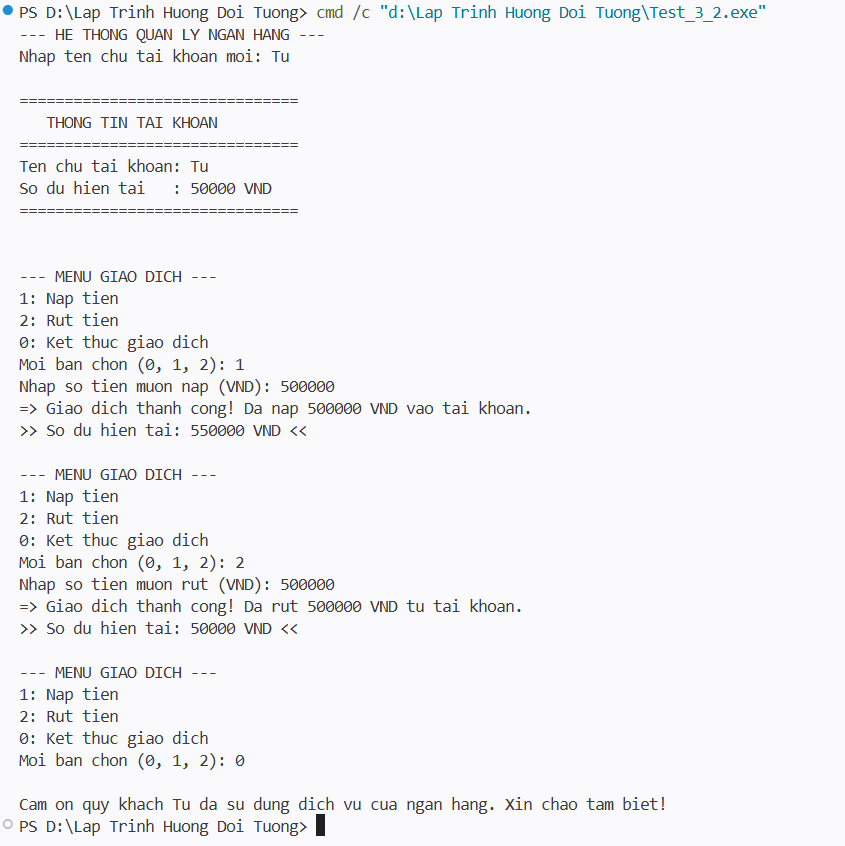 PS D:\Lap Trinh Huong Doi Tuong> cmd /c "d:\Lap Trinh Huong Doi Tuong\Test_3_2.exe"
--- HE THONG QUAN LY NGAN HANG ---
Nhap ten chu tai khoan moi: Tu

===============================
   THONG TIN TAI KHOAN
===============================
Ten chu tai khoan: Tu
So du hien tai   : 50000 VND
===============================


--- MENU GIAO DICH ---
1: Nap tien
2: Rut tien
0: Ket thuc giao dich
Moi ban chon (0, 1, 2): 1
Nhap so tien muon nap (VND): 500000
=> Giao dich thanh cong! Da nap 500000 VND vao tai khoan.
>> So du hien tai: 550000 VND <<

--- MENU GIAO DICH ---
1: Nap tien
2: Rut tien
0: Ket thuc giao dich
Moi ban chon (0, 1, 2): 2
Nhap so tien muon rut (VND): 500000
=> Giao dich thanh cong! Da rut 500000 VND tu tai khoan.
>> So du hien tai: 50000 VND <<

--- MENU GIAO DICH ---
1: Nap tien
2: Rut tien
0: Ket thuc giao dich
Moi ban chon (0, 1, 2): 0

Cam on quy khach Tu da su dung dich vu cua ngan hang. Xin chao tam biet!
PS D:\Lap Trinh Huong Doi Tuong>